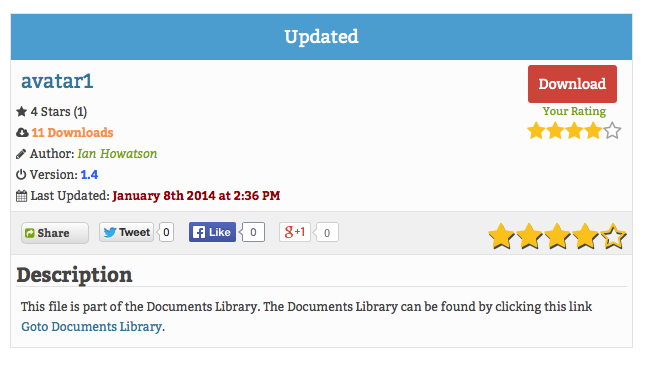 Updated
avatar1
Download
4 Stars (1)
Your Rating
11 Downloads
Author: Ian Howatson
Version: 1.4
Last Updated: January 8th 2014 at 2:36 PM
Share Tweet 0 Like 0 g+1 0
Description
This file is part of the Documents Library. The Documents Library can be found by clicking this link
Goto Documents Library.